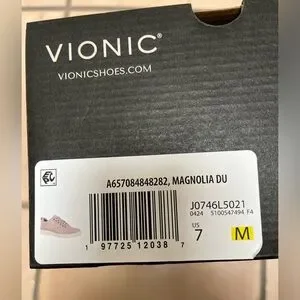 VIONIC®
VIONICSHOES.COM
A657084848282, MAGNOLIA DU
J0746L5021
0424 5100547494 F4
US
7
M
1 97725 12038 7